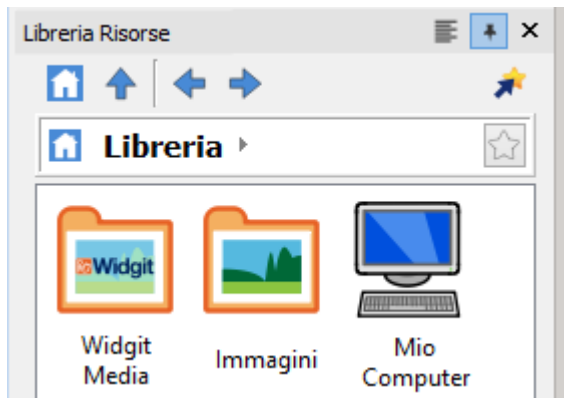 Libreria Risorse
Libreria
Widgit
Widgit
Media
Immagini
Mio
Computer